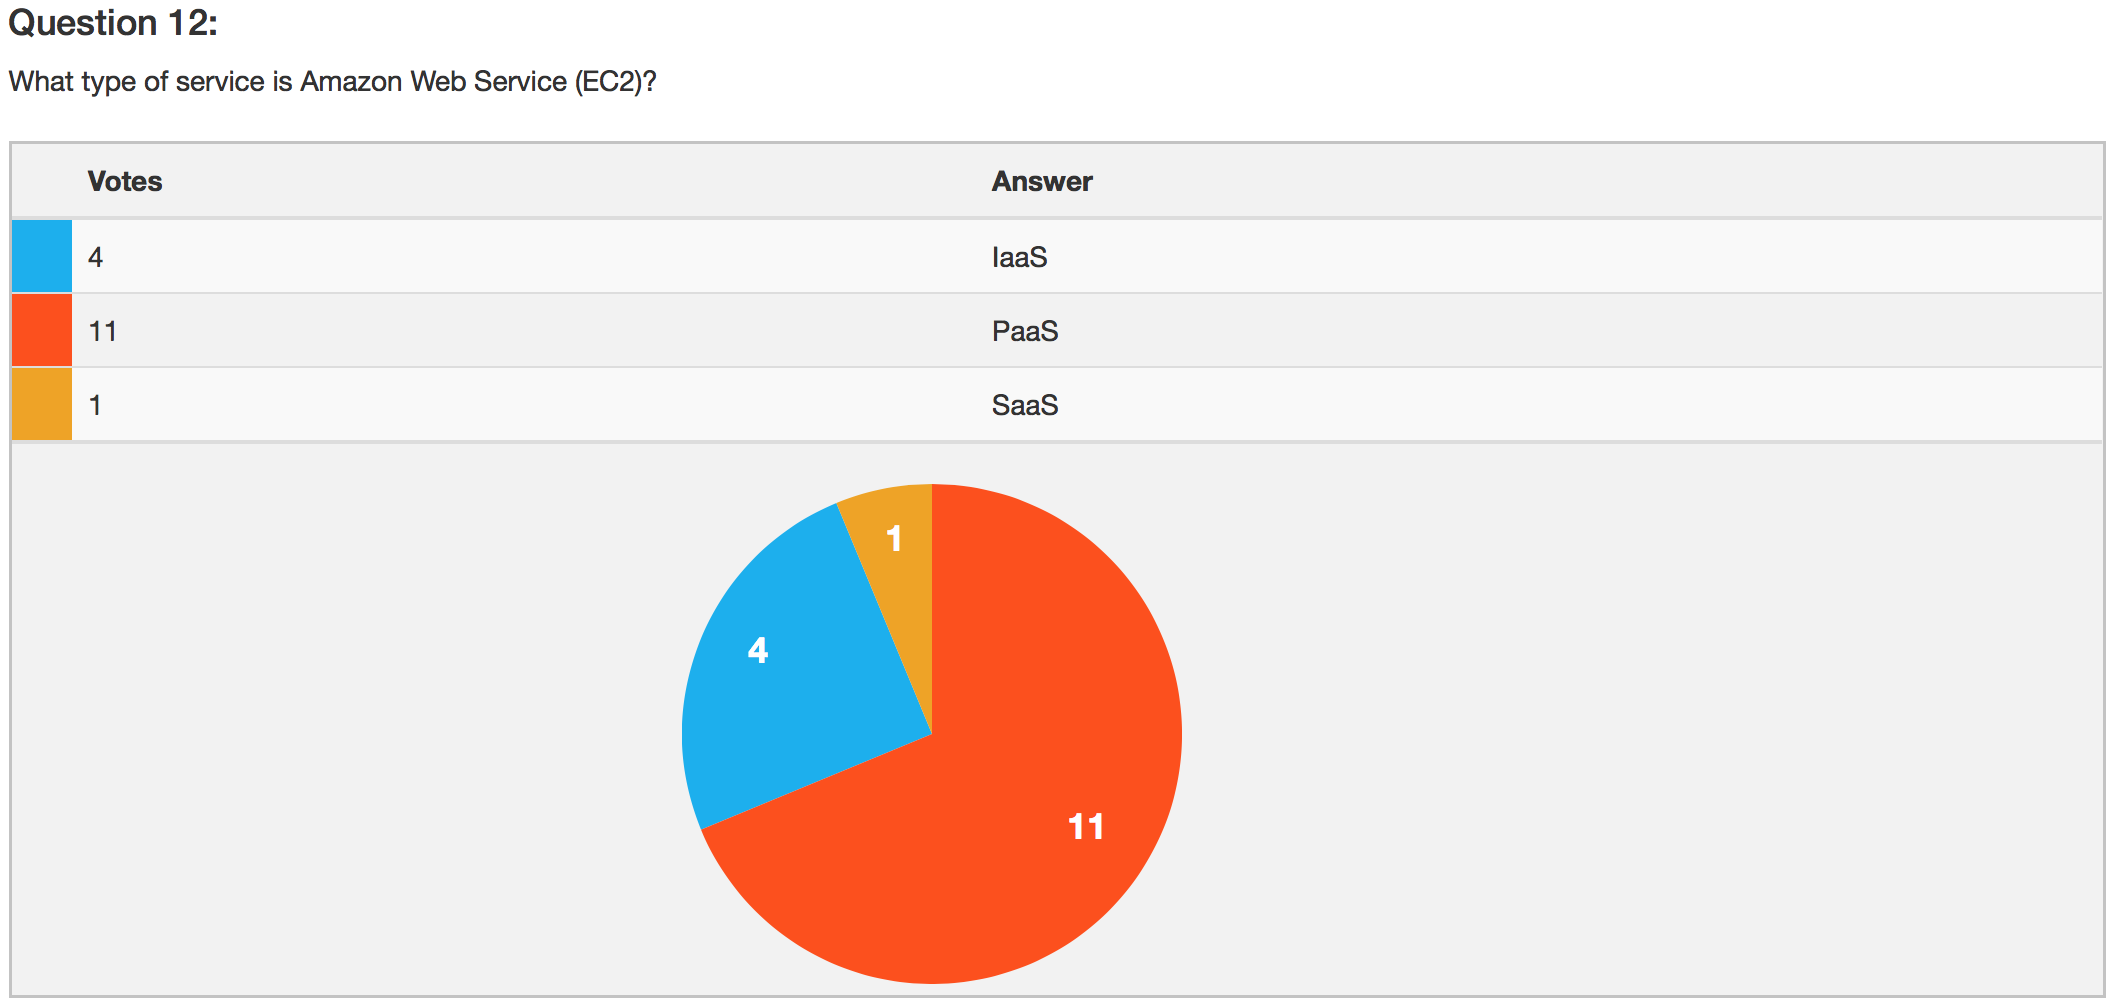 Question 12:
What type of service is Amazon Web Service (EC2)?
Votes Answer
4 IaaS
11 PaaS
1 SaaS
1
4
11